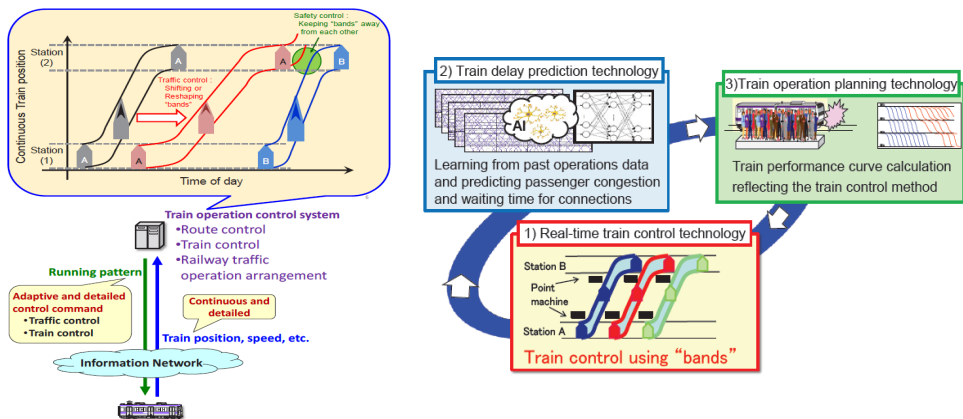 Safety control :
Keeping "bands" away
from each other
Continuous Train position
Station
(2)
A
A
B
Traffic control :
Shifting or
Reshaping
"bands"
Station
(1)
A
A
B
Time of day
Train operation control system
•Route control
•Train control
•Railway traffic
operation arrangement
Running pattern
Adaptive and detailed
control command
•Traffic control
•Train control
Continuous and
detailed
Train position, speed, etc.
Information Network
2) Train delay prediction technology
AI
Learning from past operations data
and predicting passenger congestion
and waiting time for connections
3)Train operation planning technology
Train performance curve calculation
reflecting the train control method
1) Real-time train control technology
Station B
Point
machine
Station A
Train control using "bands"